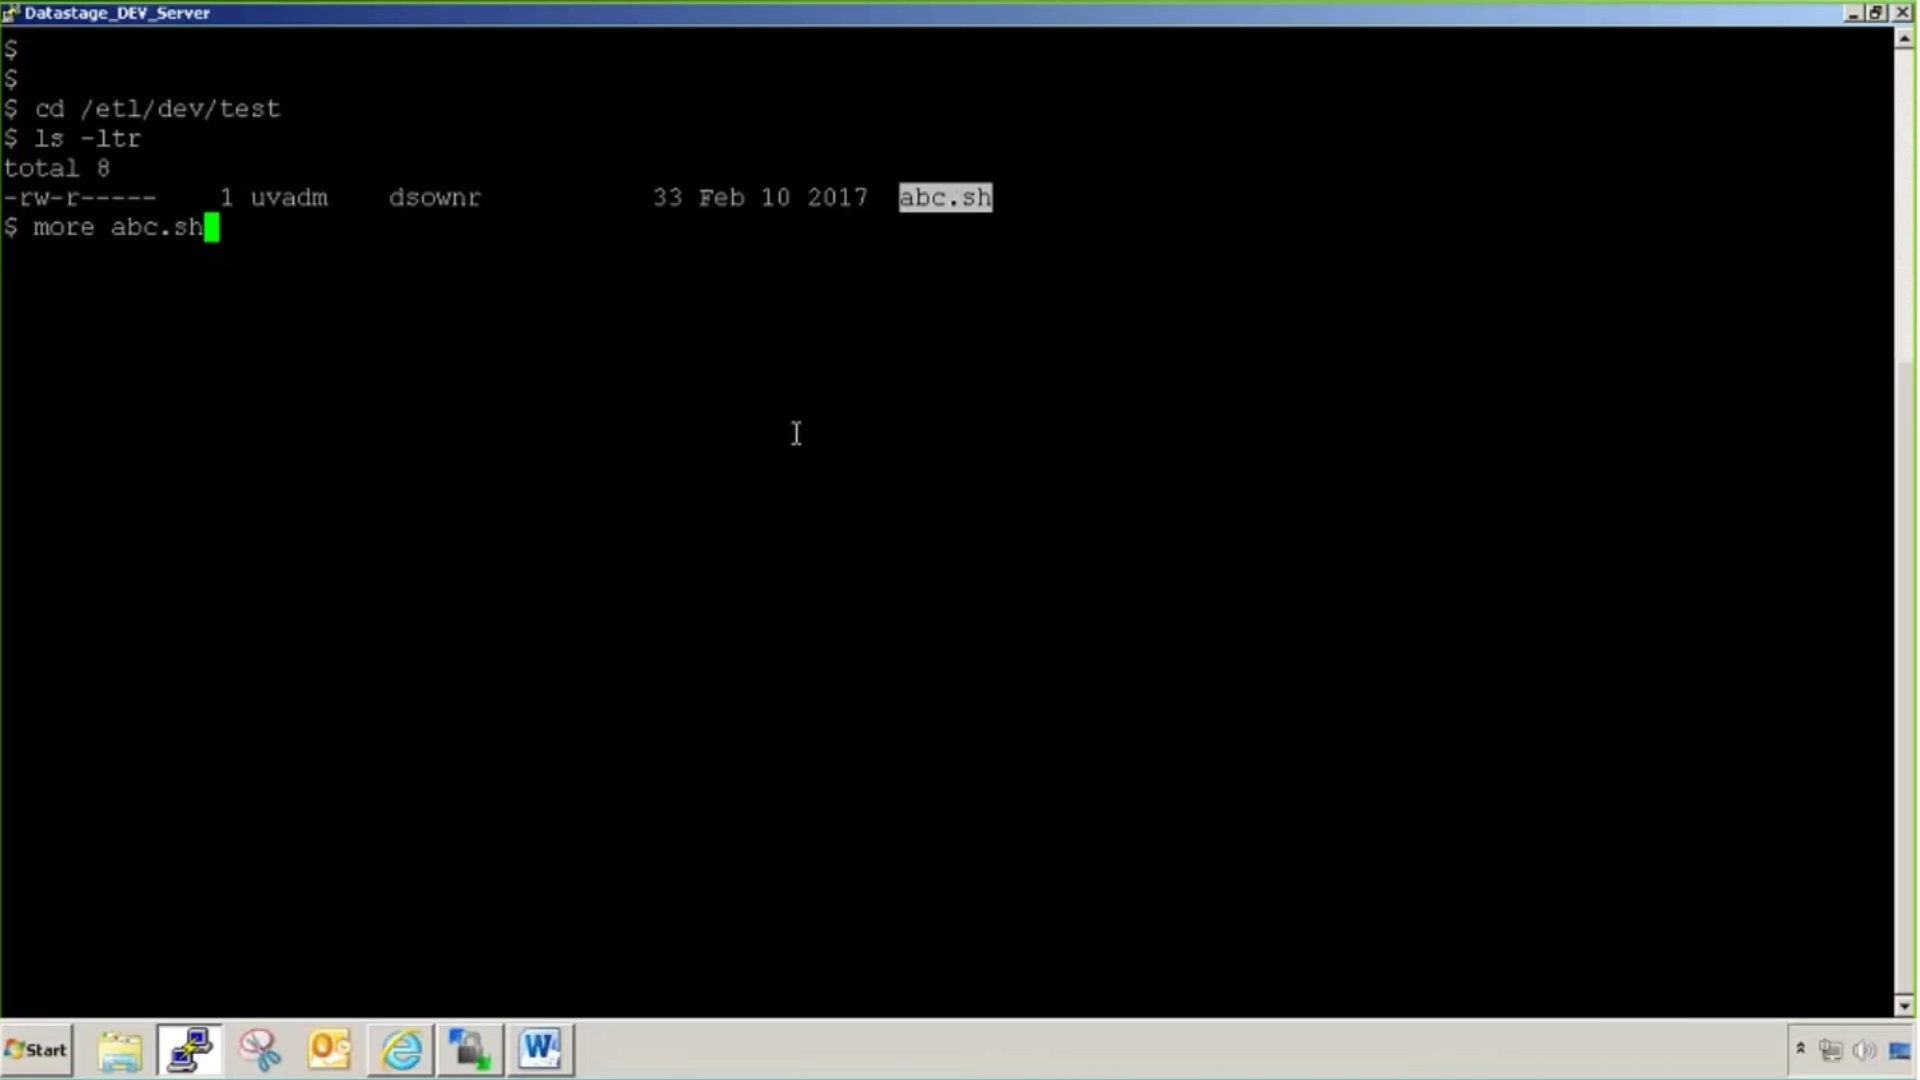 Datastage_DEV_Server
$
$
$ cd /etl/dev/test
$ ls -ltr
total 8
-rw-r----- 1 uvadm dsownr 33 Feb 10 2017 abc.sh
$ more abc.sh
Start